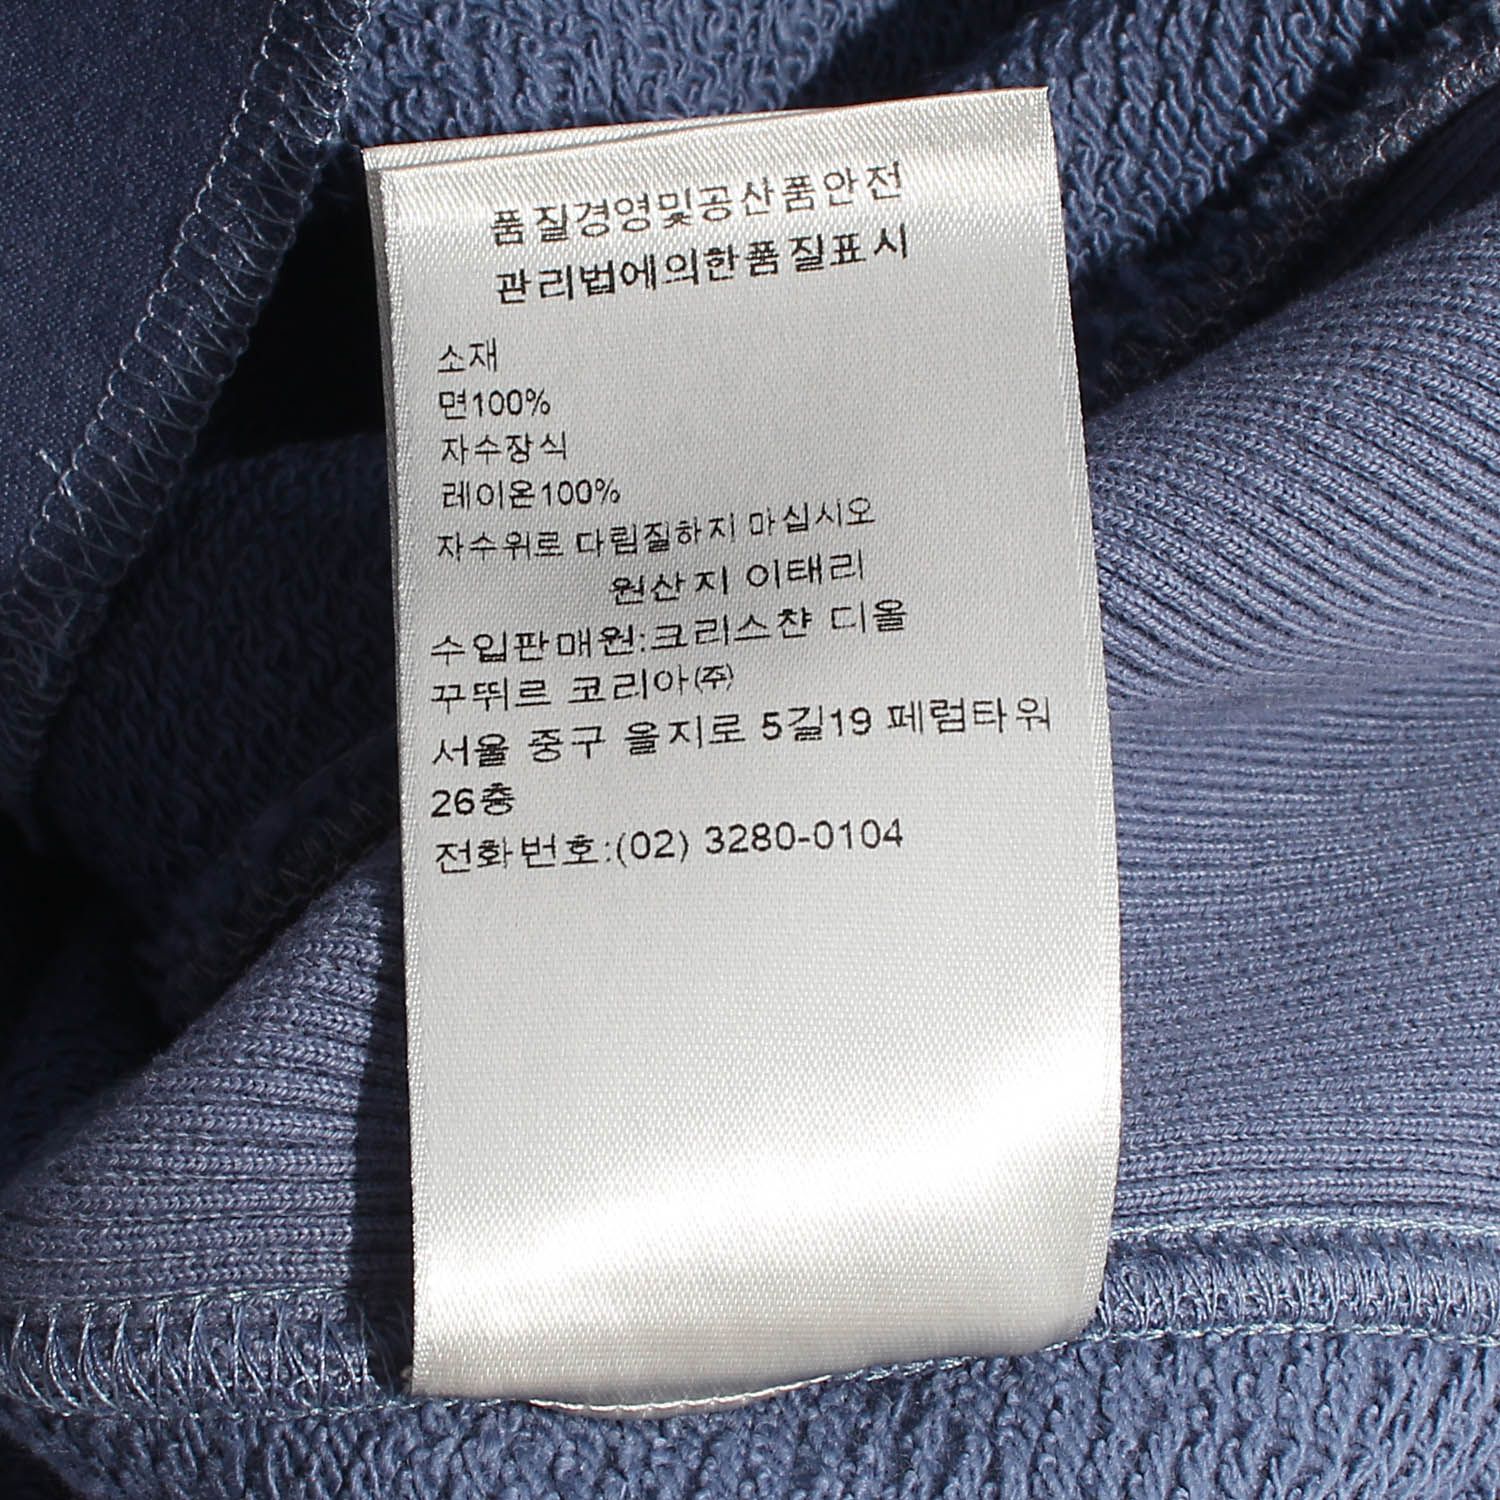 품질경영및공산품안전
관리법에의한품질표시
소재
면100%
자수장식
레이온100%
자수위로 다림질하지 마십시오
원산지 이태리
수입판매원:크리스챤 디올
꾸뛰르 코리아(주)
서울 중구 을지로 5길19 페럼타워
26층
전화번호:(02) 3280-0104